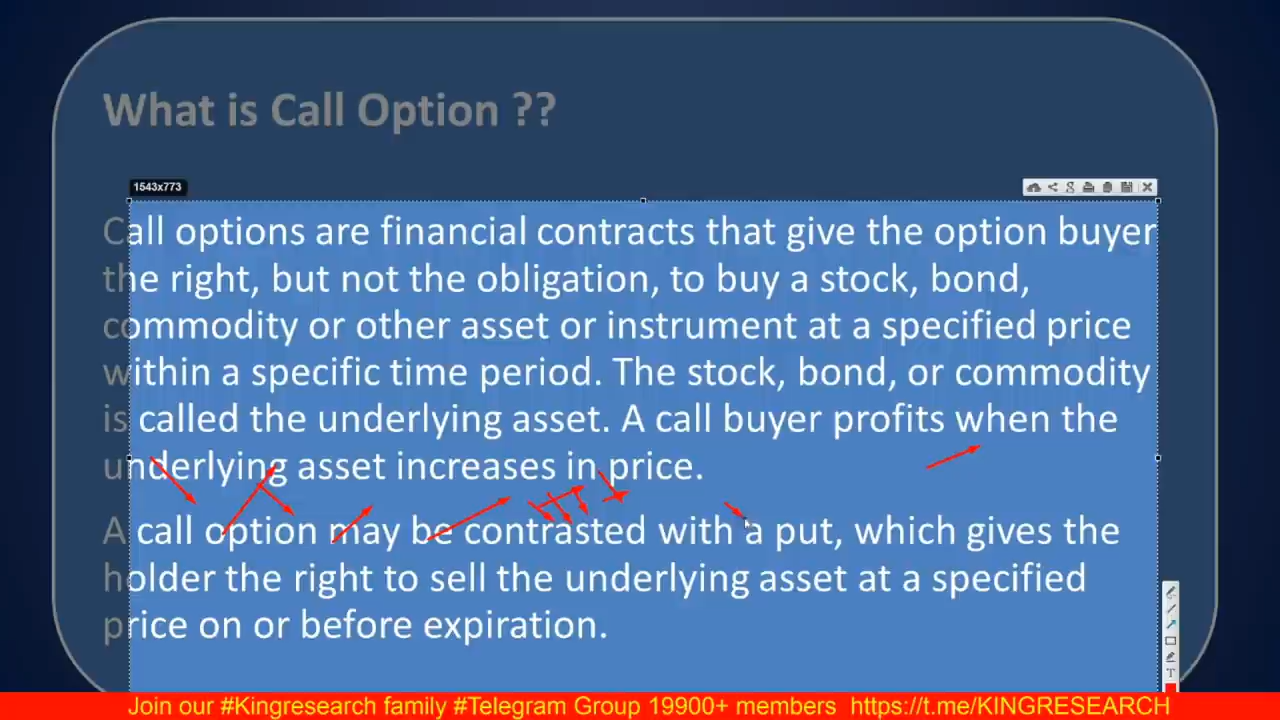 What is Call Option ??
1543x773
Call options are financial contracts that give the option buyer
the right, but not the obligation, to buy a stock, bond,
commodity or other asset or instrument at a specified price
within a specific time period. The stock, bond, or commodity
is called the underlying asset. A call buyer profits when the
underlying asset increases in price.
A call option may be contrasted with a put, which gives the
holder the right to sell the underlying asset at a specified
price on or before expiration.
T
Join our #Kingresearch family #Telegram Group 19900+ members https://t.me/KINGRESEARCH